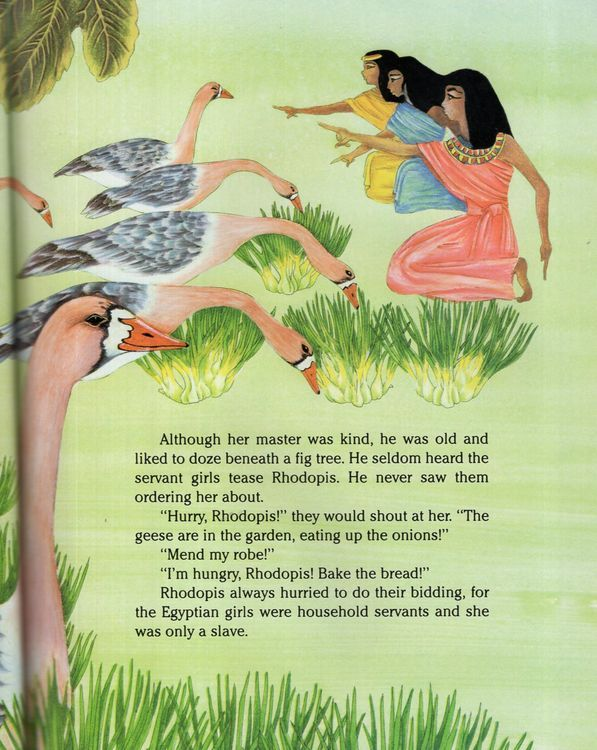 Although her master was kind, he was old and
liked to doze beneath a fig tree. He seldom heard the
servant girls tease Rhodopis. He never saw them
ordering her about.
“Hurry, Rhodopis!” they would shout at her. “The
geese are in the garden, eating up the onions!”
“Mend my robe!”
“I’m hungry, Rhodopis! Bake the bread!”
Rhodopis always hurried to do their bidding, for
the Egyptian girls were household servants and she
was only a slave.